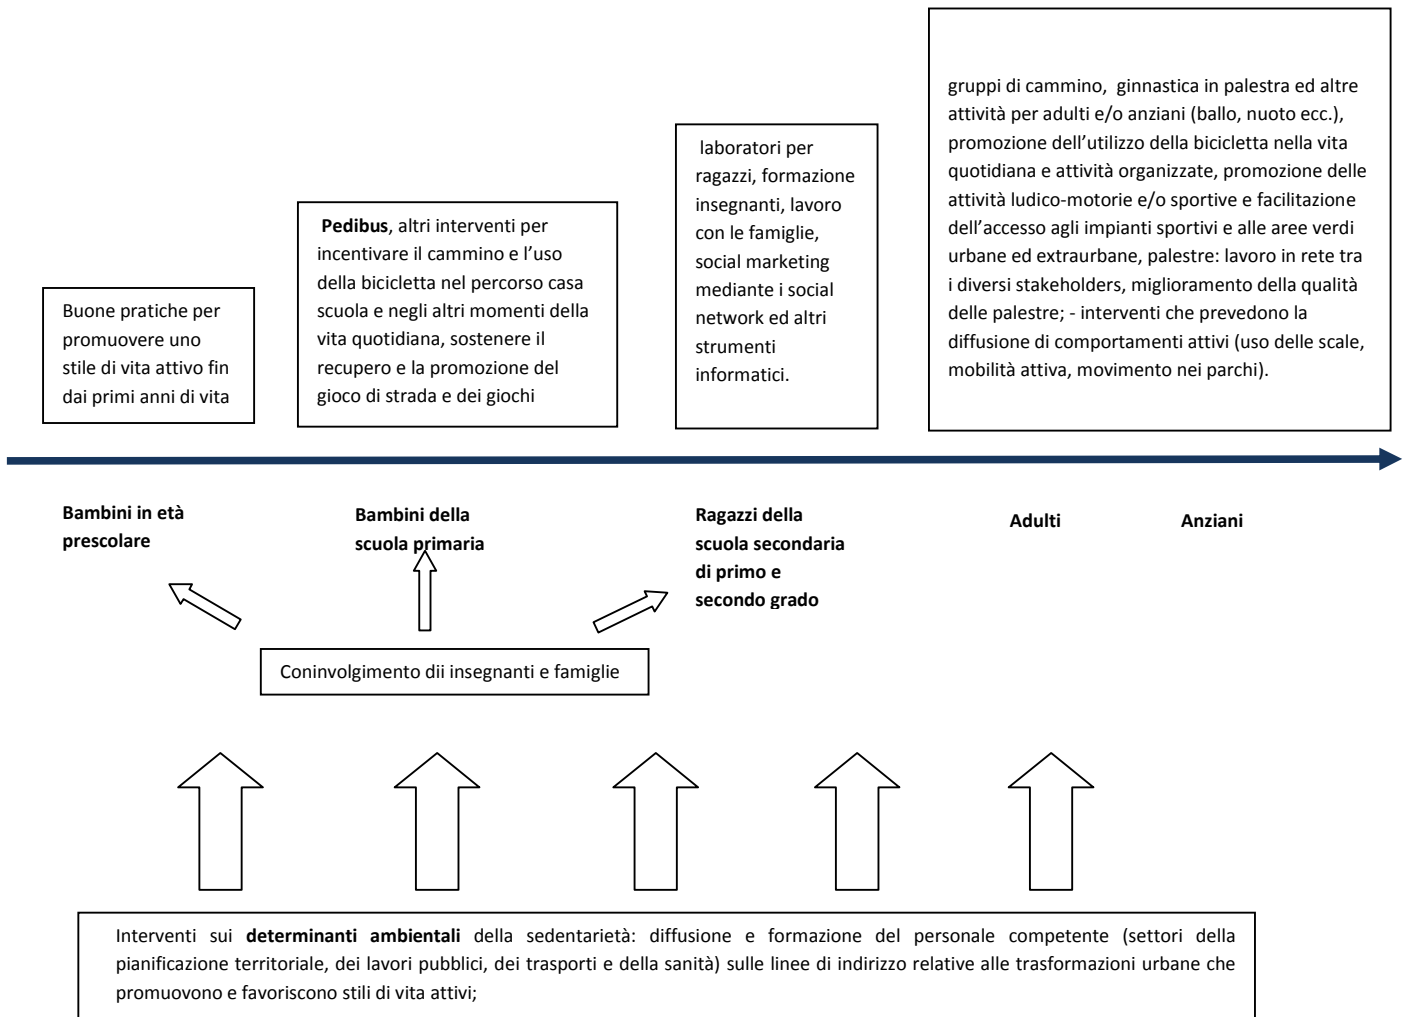 gruppi di cammino, ginnastica in palestra ed altre
attività per adulti e/o anziani (ballo, nuoto ecc.),
promozione dell’utilizzo della bicicletta nella vita
quotidiana e attività organizzate, promozione delle
attività ludico-motorie e/o sportive e facilitazione
dell’accesso agli impianti sportivi e alle aree verdi
urbane ed extraurbane, palestre: lavoro in rete tra
i diversi stakeholders, miglioramento della qualità
delle palestre; - interventi che prevedono la
diffusione di comportamenti attivi (uso delle scale,
mobilità attiva, movimento nei parchi).
laboratori per
ragazzi, formazione
insegnanti, lavoro
con le famiglie,
social marketing
mediante i social
network ed altri
strumenti
informatici.
Pedibus, altri interventi per
incentivare il cammino e l’uso
della bicicletta nel percorso casa
scuola e negli altri momenti della
vita quotidiana, sostenere il
recupero e la promozione del
gioco di strada e dei giochi
Buone pratiche per
promuovere uno
stile di vita attivo fin
dai primi anni di vita
Bambini in età
prescolare
Bambini della
scuola primaria
Ragazzi della
scuola secondaria
di primo e
secondo grado
Adulti
Anziani
Coninvolgimento dii insegnanti e famiglie
Interventi sui determinanti ambientali della sedentarietà: diffusione e formazione del personale competente (settori della
pianificazione territoriale, dei lavori pubblici, dei trasporti e della sanità) sulle linee di indirizzo relative alle trasformazioni urbane che
promuovono e favoriscono stili di vita attivi;